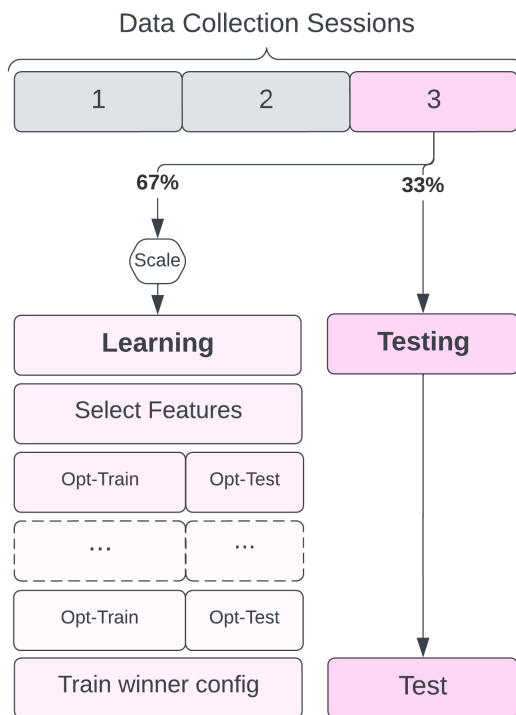 Data Collection Sessions
1 2 3
67% 33%
Scale
Learning Testing
Select Features
Opt-Train Opt-Test
... ...
Opt-Train Opt-Test
Train winner config Test